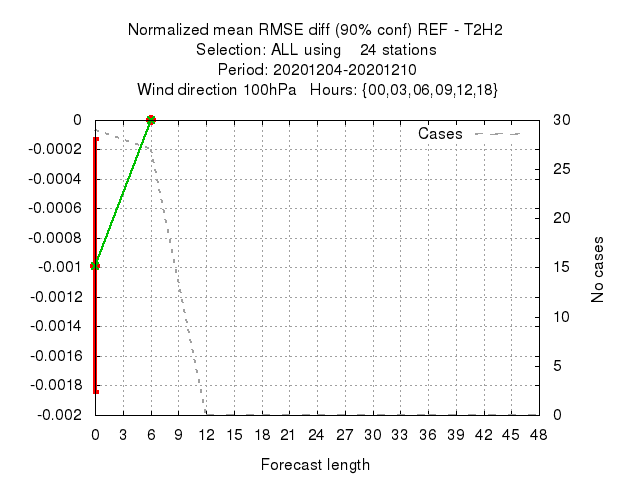 Normalized mean RMSE diff (90% conf) REF - T2H2
Selection: ALL using    24 stations
Period: 20201204-20201210
Wind direction 100hPa   Hours: {00,03,06,09,12,18}
Cases
0
-0.0002
-0.0004
-0.0006
-0.0008
-0.001
-0.0012
-0.0014
-0.0016
-0.0018
-0.002
30
25
20
15
10
5
0
No cases
0 3 6 9 12 15 18 21 24 27 30 33 36 39 42 45 48
Forecast length